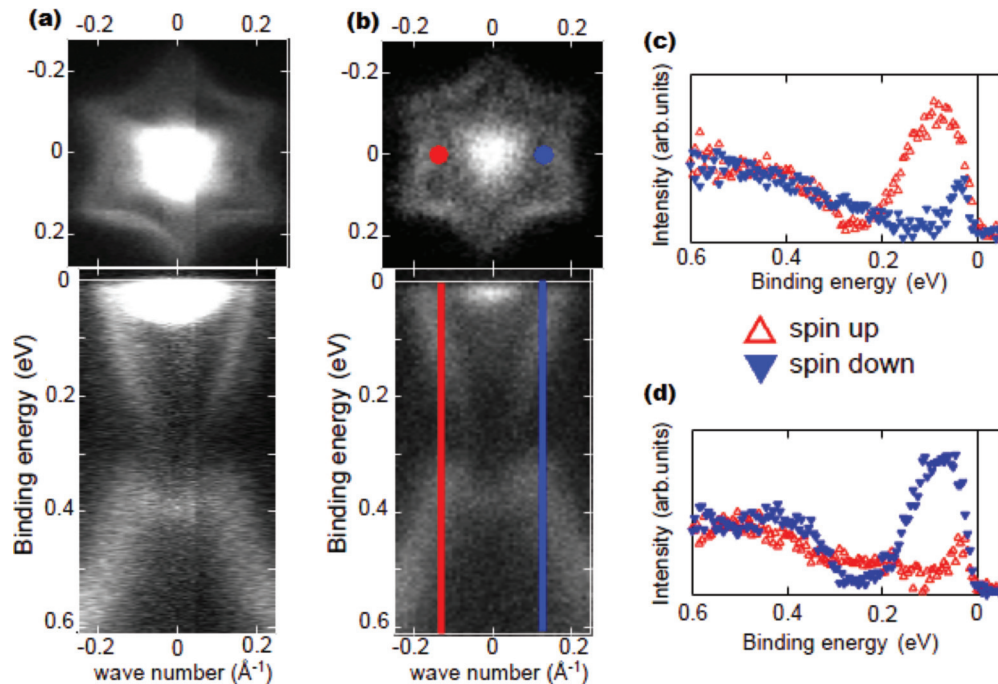 (a)
-0.2 0 0.2
-0.2
0
0.2
0
0.2
0.4
0.6
Binding energy (eV)
-0.2 0 0.2
wave number (Å⁻¹)
(b)
-0.2 0 0.2
-0.2
0
0.2
0
0.2
0.4
0.6
Binding energy (eV)
-0.2 0 0.2
wave number (Å⁻¹)
(c)
Intensity (arb.units)
0.6 0.4 0.2 0
Binding energy (eV)
spin up
spin down
(d)
Intensity (arb.units)
0.6 0.4 0.2 0
Binding energy (eV)